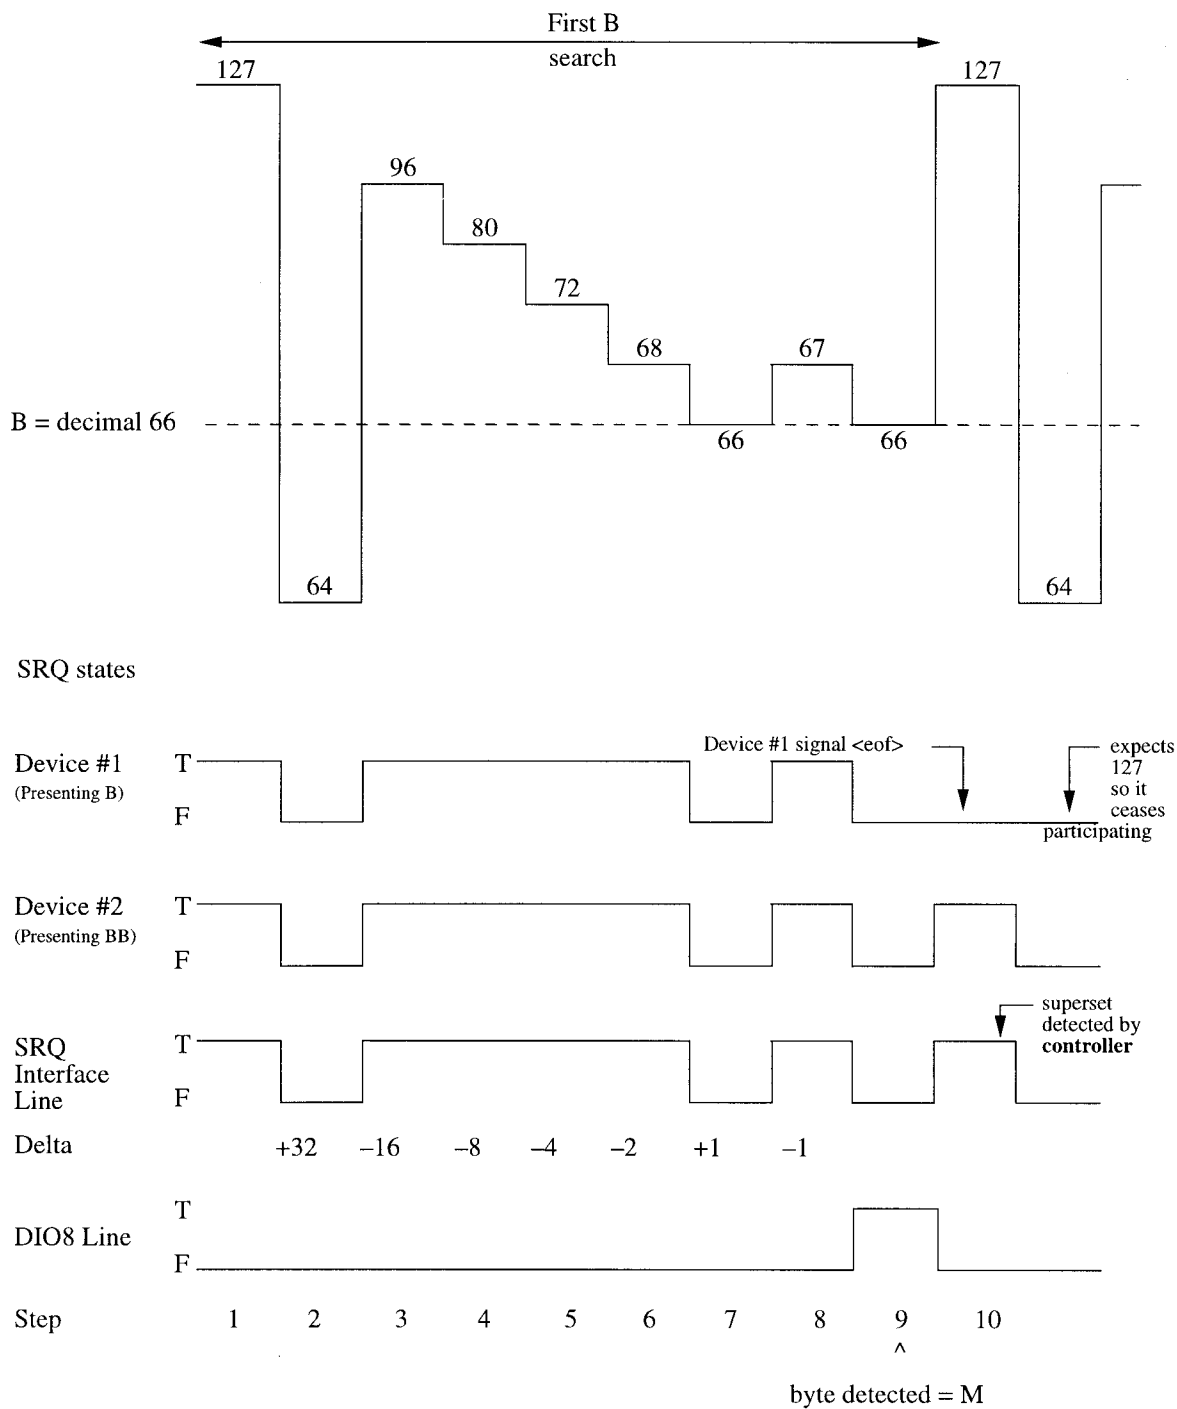 First B
search
127
127
96
80
72
68
67
B = decimal 66
66
66
64
64
SRQ states
Device #1
(Presenting B)
T
F
Device #1 signal <eof>
expects
127
so it
ceases
participating
Device #2
(Presenting BB)
T
F
superset
detected by
controller
SRQ
Interface
Line
T
F
Delta +32 –16 –8 –4 –2 +1 –1
DIO8 Line
T
F
Step 1 2 3 4 5 6 7 8 9 10
^
byte detected = M